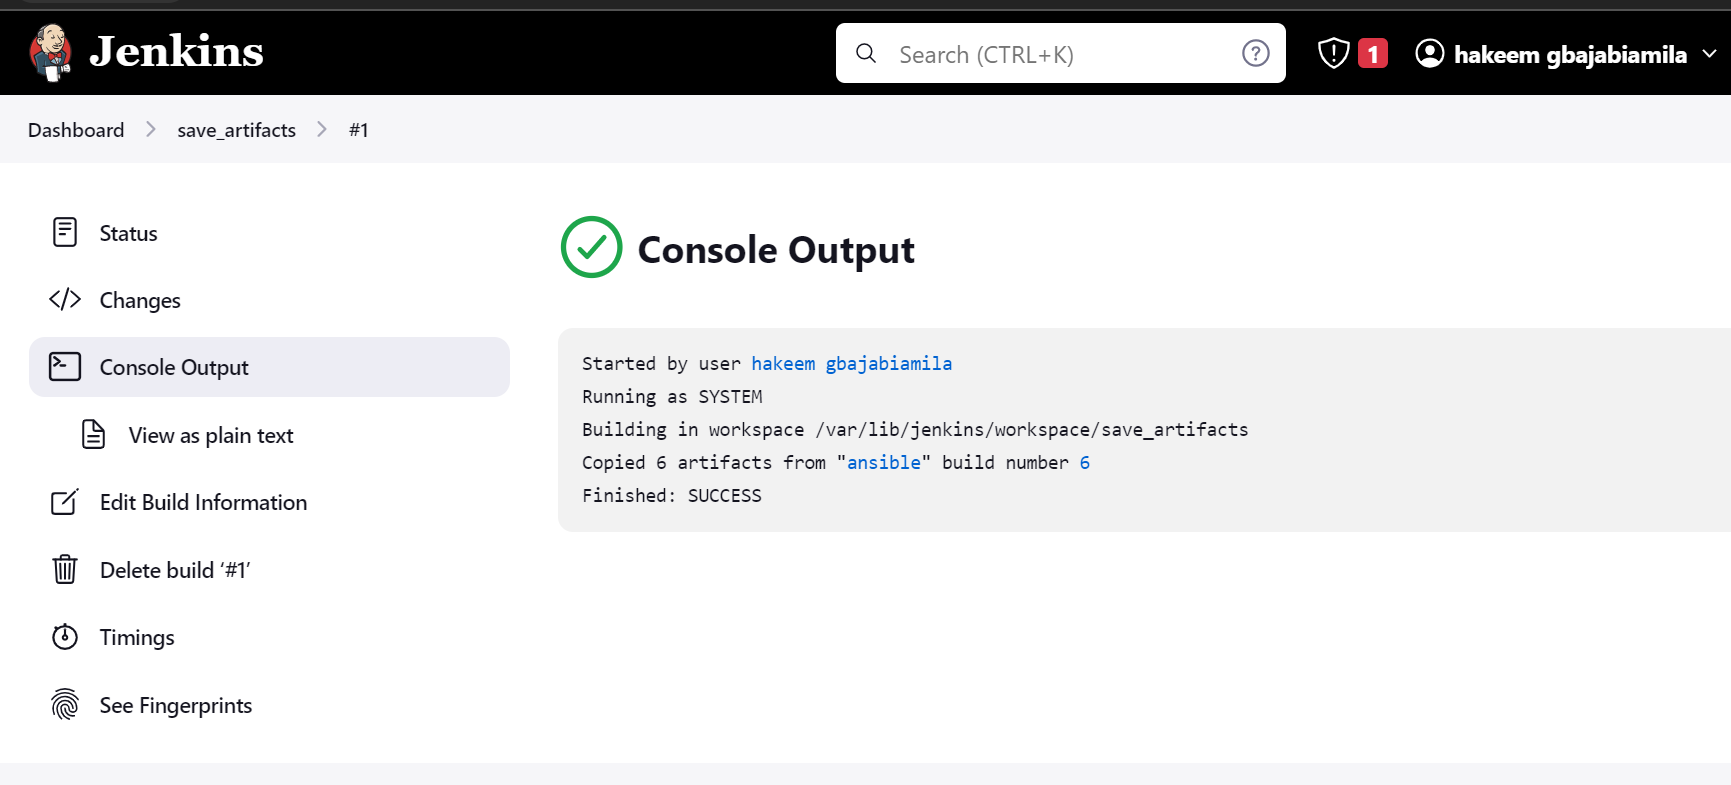 Jenkins
Search (CTRL+K)
1
hakeem gbajabiamila
Dashboard
save_artifacts
#1
Status
Changes
Console Output
View as plain text
Edit Build Information
Delete build ‘#1’
Timings
See Fingerprints
Console Output
Started by user hakeem gbajabiamila
Running as SYSTEM
Building in workspace /var/lib/jenkins/workspace/save_artifacts
Copied 6 artifacts from "ansible" build number 6
Finished: SUCCESS